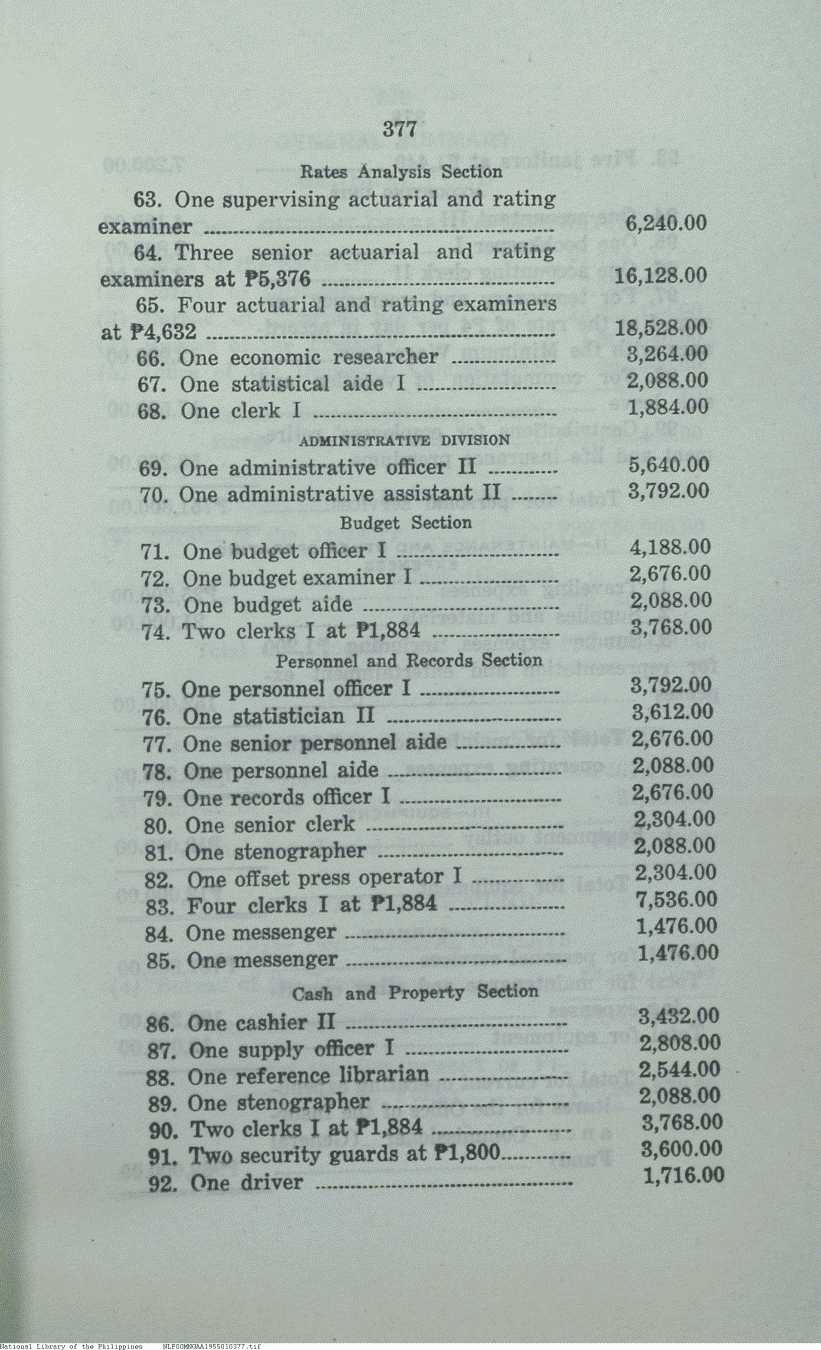 377
Rates Analysis Section
63. One supervising actuarial and rating
examiner ........ 6,240.00
64. Three senior actuarial and rating
examiners at ₱5,376 ........ 16,128.00
65. Four actuarial and rating examiners
at ₱4,632 ........ 18,528.00
66. One economic researcher ........ 3,264.00
67. One statistical aide I ........ 2,088.00
68. One clerk I ........ 1,884.00
ADMINISTRATIVE DIVISION
69. One administrative officer II ........ 5,640.00
70. One administrative assistant II ........ 3,792.00
Budget Section
71. One budget officer I ........ 4,188.00
72. One budget examiner I ........ 2,676.00
73. One budget aide ........ 2,088.00
74. Two clerks I at ₱1,884 ........ 3,768.00
Personnel and Records Section
75. One personnel officer I ........ 3,792.00
76. One statistician II ........ 3,612.00
77. One senior personnel aide ........ 2,676.00
78. One personnel aide ........ 2,088.00
79. One records officer I ........ 2,676.00
80. One senior clerk ........ 2,304.00
81. One stenographer ........ 2,088.00
82. One offset press operator I ........ 2,304.00
83. Four clerks I at ₱1,884 ........ 7,536.00
84. One messenger ........ 1,476.00
85. One messenger ........ 1,476.00
Cash and Property Section
86. One cashier II ........ 3,432.00
87. One supply officer I ........ 2,808.00
88. One reference librarian ........ 2,544.00
89. One stenographer ........ 2,088.00
90. Two clerks I at ₱1,884 ........ 3,768.00
91. Two security guards at ₱1,800........ 3,600.00
92. One driver ........ 1,716.00
National Library of the Philippines